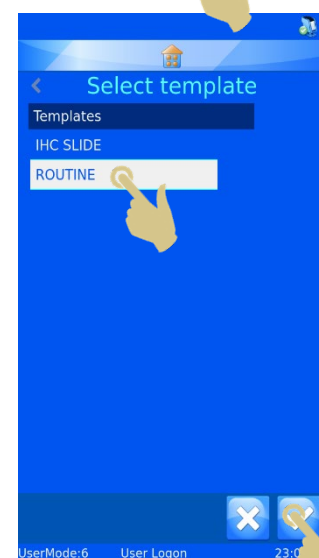 Select template
Templates
IHC SLIDE
ROUTINE
UserMode:6 User Logon